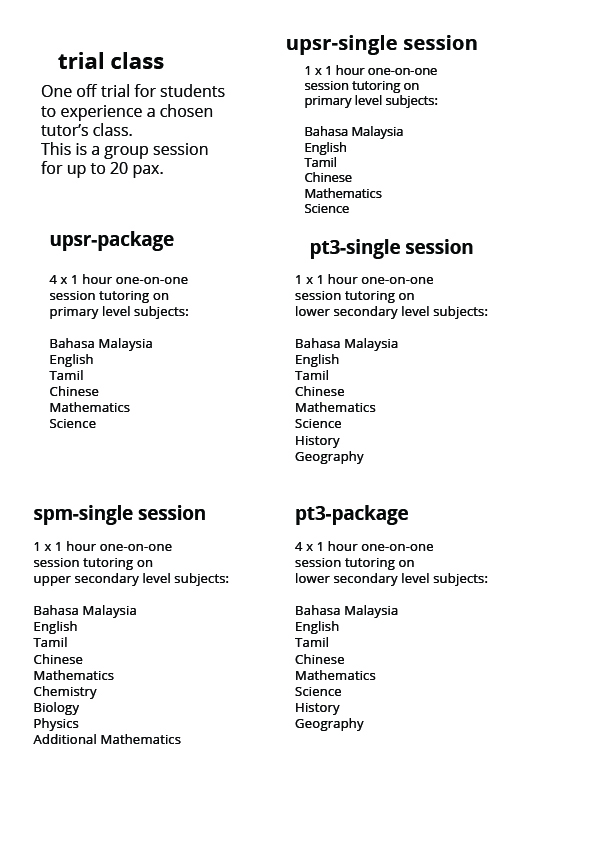 trial class
One off trial for students
to experience a chosen
tutor’s class.
This is a group session
for up to 20 pax.
upsr-single session
1 x 1 hour one-on-one
session tutoring on
primary level subjects:
Bahasa Malaysia
English
Tamil
Chinese
Mathematics
Science
upsr-package
4 x 1 hour one-on-one
session tutoring on
primary level subjects:
Bahasa Malaysia
English
Tamil
Chinese
Mathematics
Science
pt3-single session
1 x 1 hour one-on-one
session tutoring on
lower secondary level subjects:
Bahasa Malaysia
English
Tamil
Chinese
Mathematics
Science
History
Geography
spm-single session
1 x 1 hour one-on-one
session tutoring on
upper secondary level subjects:
Bahasa Malaysia
English
Tamil
Chinese
Mathematics
Chemistry
Biology
Physics
Additional Mathematics
pt3-package
4 x 1 hour one-on-one
session tutoring on
lower secondary level subjects:
Bahasa Malaysia
English
Tamil
Chinese
Mathematics
Science
History
Geography